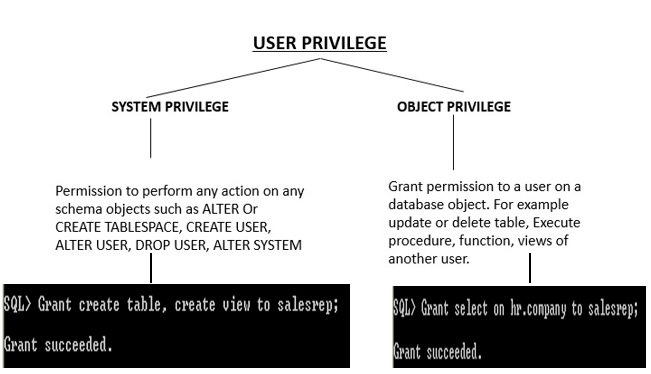 USER PRIVILEGE
SYSTEM PRIVILEGE
Permission to perform any action on any
schema objects such as ALTER Or
CREATE TABLESPACE, CREATE USER,
ALTER USER, DROP USER, ALTER SYSTEM
SQL> Grant create table, create view to salesrep;
Grant succeeded.
OBJECT PRIVILEGE
Grant permission to a user on a
database object. For example
update or delete table, Execute
procedure, function, views of
another user.
SQL> Grant select on hr.company to salesrep;
Grant succeeded.